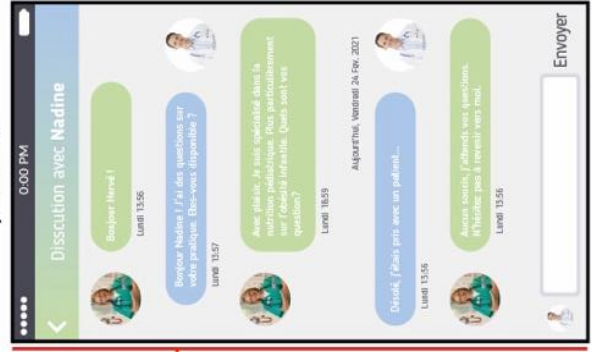 0:00 PM
Disscution avec Nadine
Bonjour Hervé !
Lundi 13:56
Bonjour Nadine ! J'ai des questions sur
votre pratique. Etes-vous disponible ?
Lundi 13:57
Avec plaisir. Je suis spécialisé dans la
nutrition pédiatrique. Plus particulièrement
sur l'obésité infantile. Quels sont vos
question?
Lundi 18:59
Aujourd'hui, Vendredi 24 Fev. 2021
Désolé, j'étais pris avec un patient...
Lundi 13:56
Aucun soucis, j'attends vos questions.
N'hésitez pas à revenir vers moi.
Lundi 13:56
Envoyer